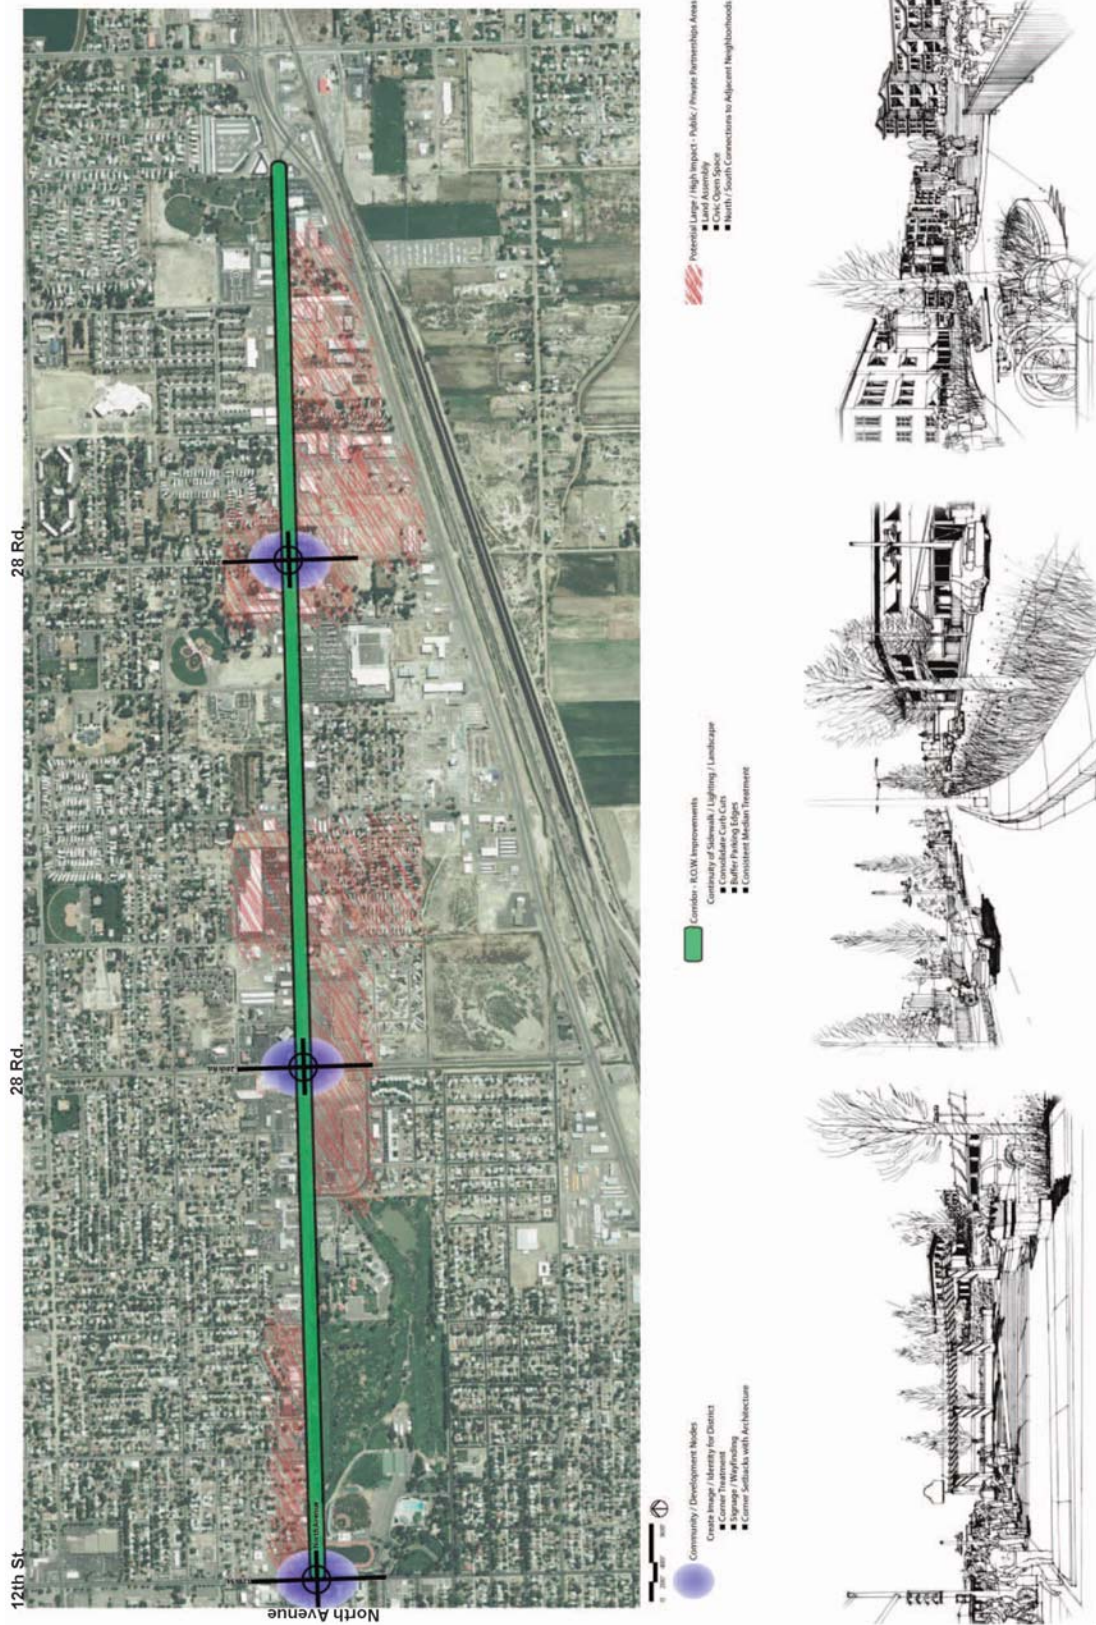 12th St.
28 Rd.
28 Rd.
North Avenue
North Avenue
Community / Development Nodes
Create Image / Identity for District
■ Corner Treatment
■ Signage / Wayfinding
■ Corner Setbacks with Architecture
Corridor - R.O.W. Improvements
Continuity of Sidewalk / Lighting / Landscape
■ Consolidate Curb Cuts
■ Buffer Parking Edges
■ Consistent Median Treatment
Potential Large / High Impact - Public / Private Partnerships Areas
■ Land Assembly
■ Civic Open Space
■ North / South Connections to Adjacent Neighborhoods